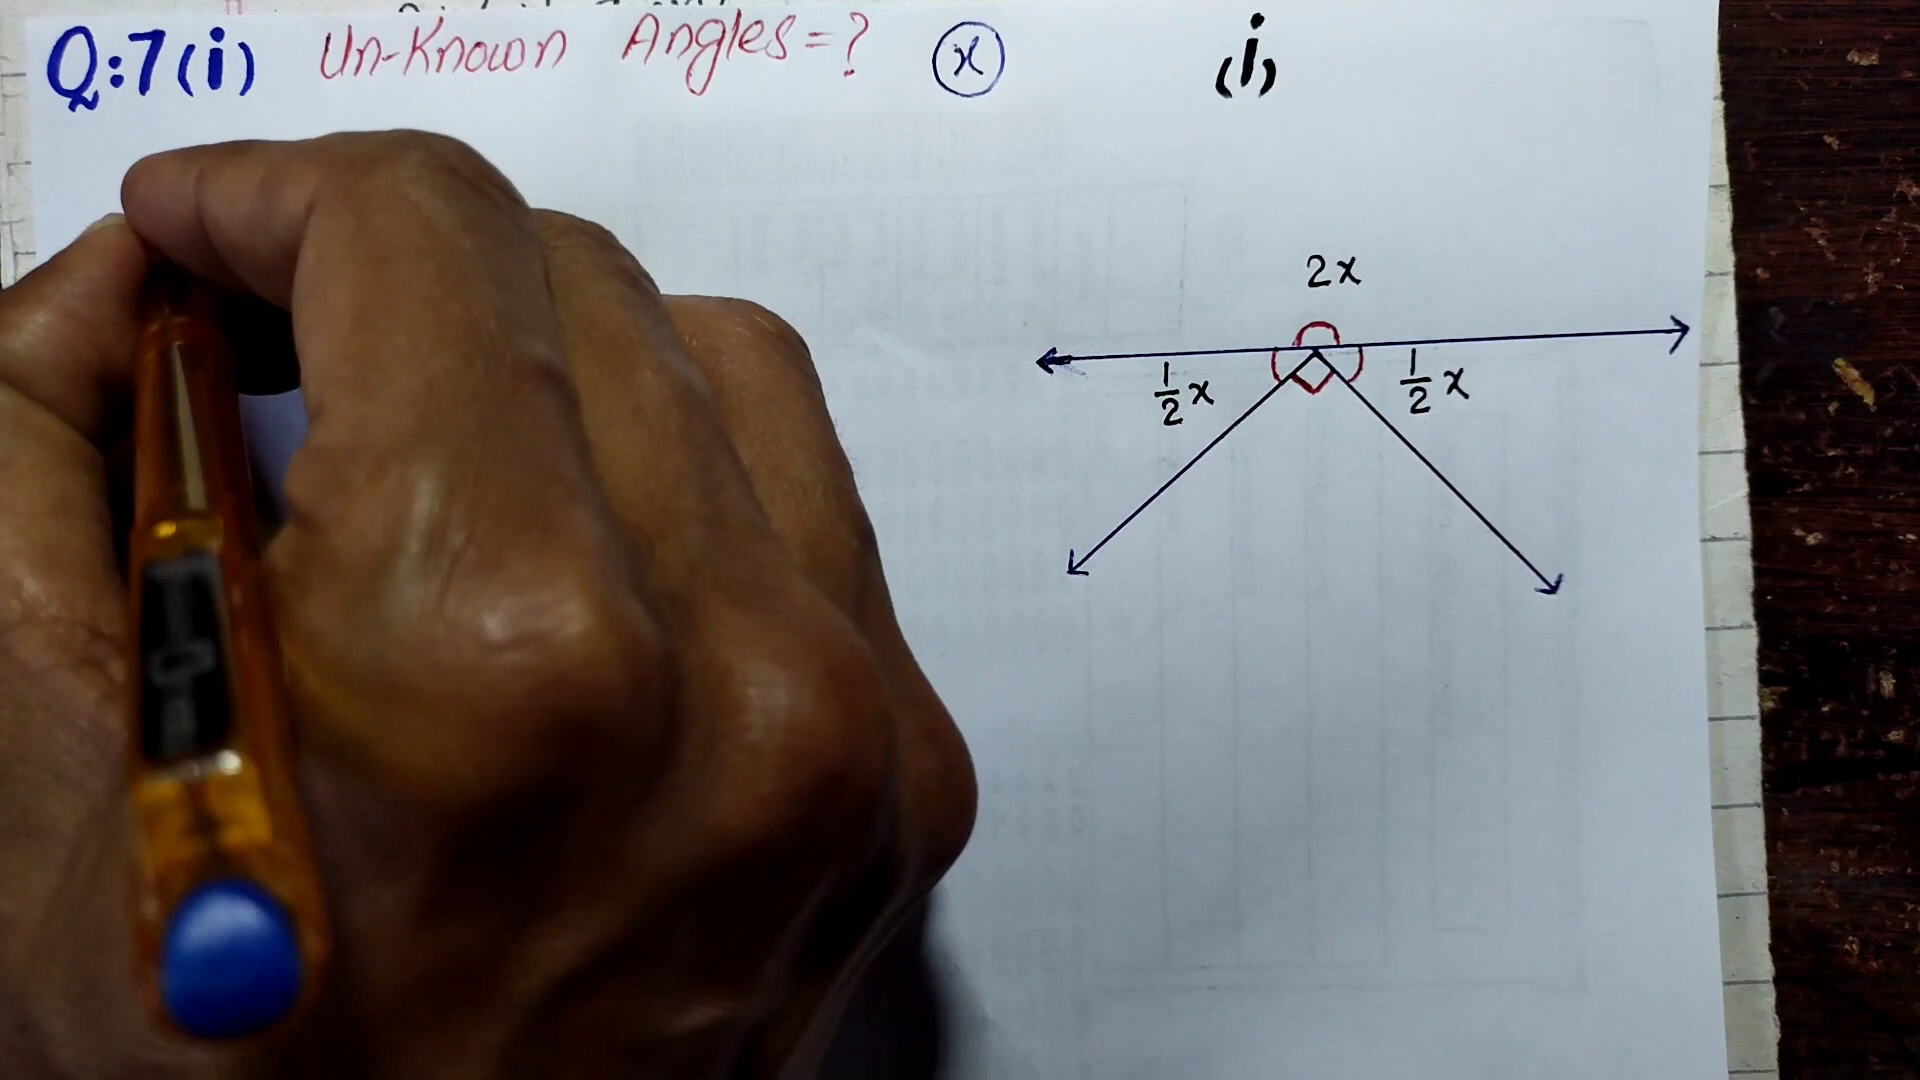 Q:7(i) Un-Known Angles=? x (i)
2x
1/2 x 1/2 x